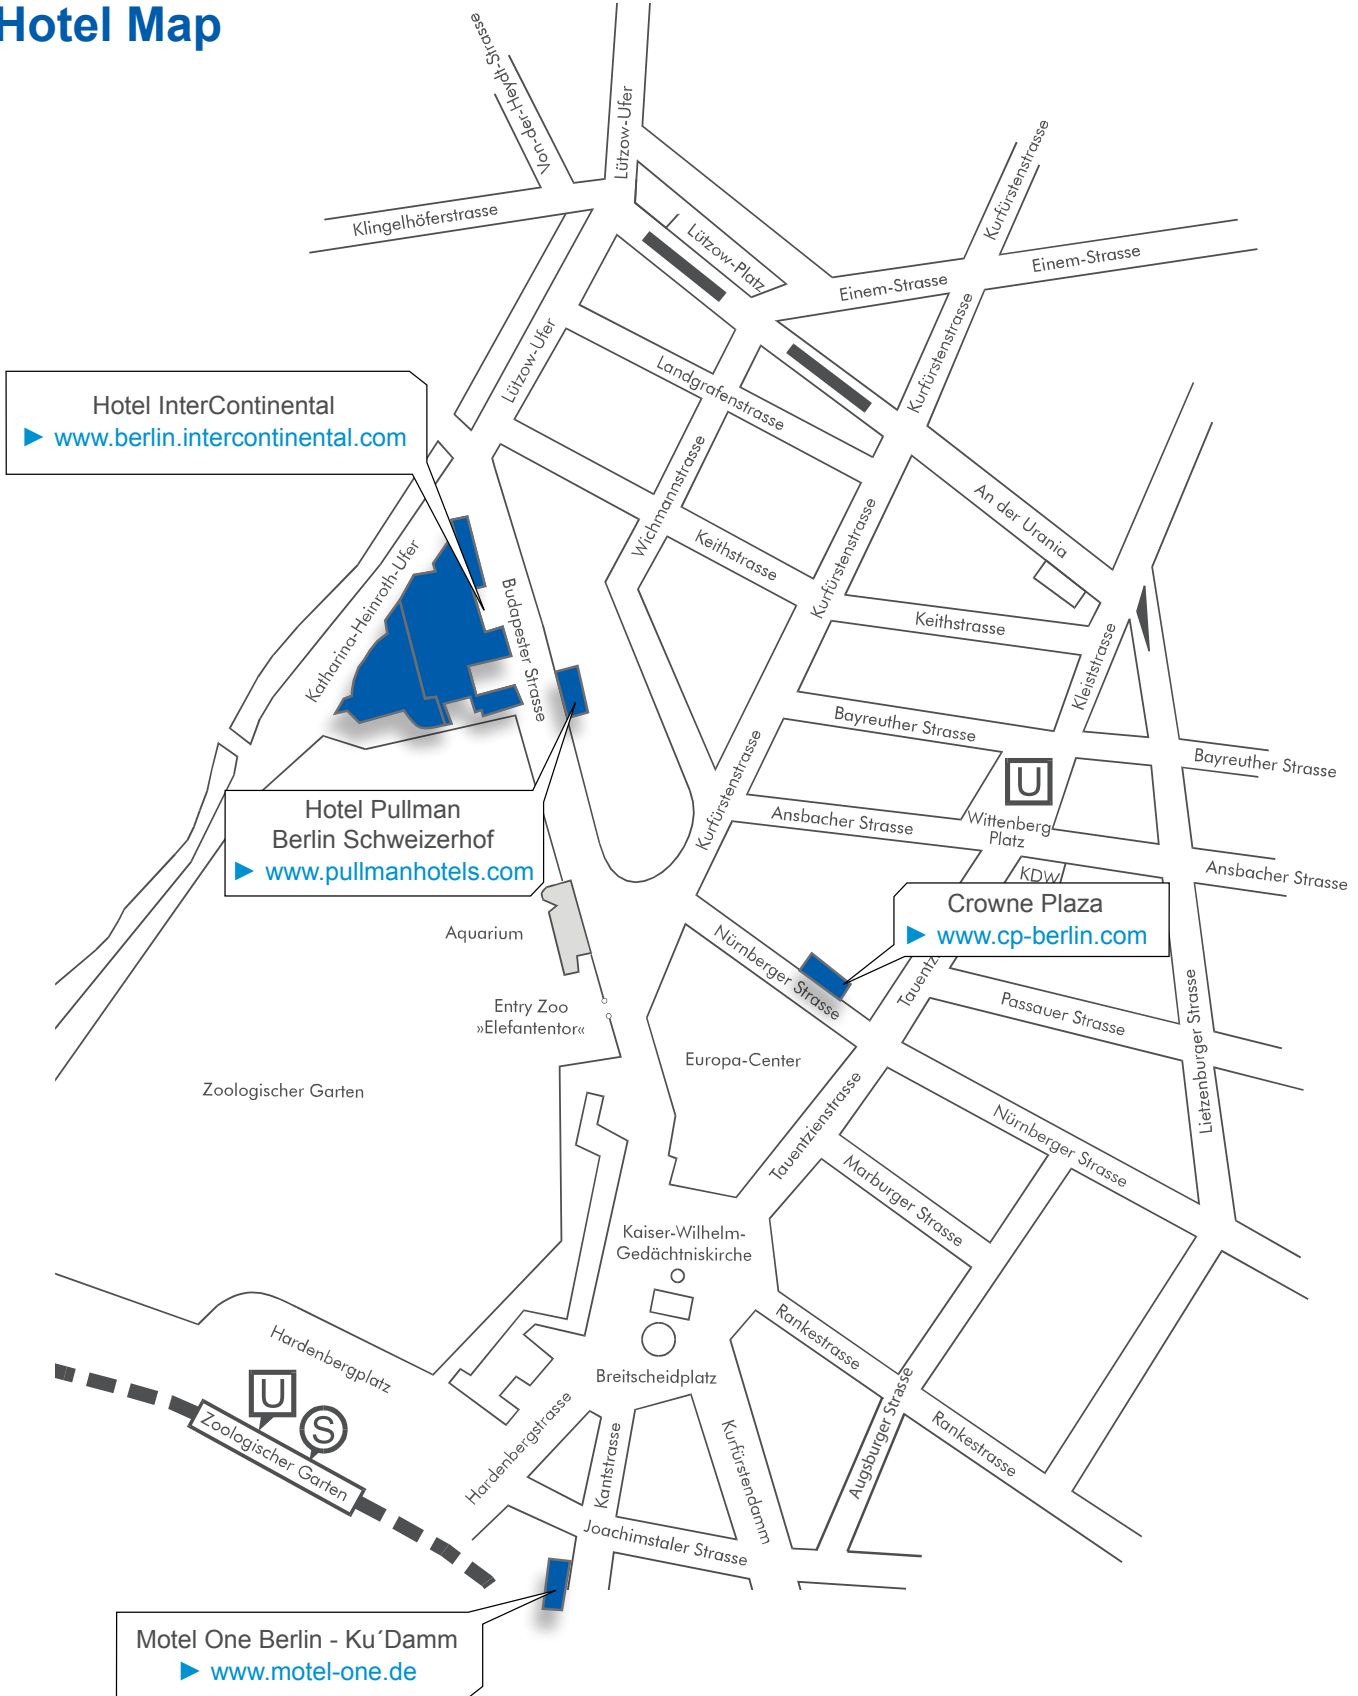 Hotel Map
Von-der-Heydt-Strasse
Lützow-Ufer
Klingelhöferstrasse
Lützow-Platz
Kurfürstenstrasse
Einem-Strasse
Einem-Strasse
Kurfürstenstrasse
Lützow-Ufer
Landgrafenstrasse
Hotel InterContinental
► www.berlin.intercontinental.com
Wichmannstrasse
An der Urania
Katharina-Heinroth-Ufer
Keithstrasse
Kurfürstenstrasse
Budapester Strasse
Keithstrasse
Kleiststrasse
Bayreuther Strasse
Bayreuther Strasse
U
Wittenberg
Platz
Kurfürstenstrasse
Hotel Pullman
Berlin Schweizerhof
► www.pullmanhotels.com
Ansbacher Strasse
Ansbacher Strasse
KDW
Crowne Plaza
► www.cp-berlin.com
Aquarium
Nürnberger Strasse
Tauentz
Entry Zoo
»Elefantentor«
Passauer Strasse
Lietzenburger Strasse
Europa-Center
Zoologischer Garten
Tauentzienstrasse
Nürnberger Strasse
Marburger Strasse
Kaiser-Wilhelm-
Gedächtniskirche
Hardenbergplatz
Rankestrasse
Breitscheidplatz
U
S
Zoologischer Garten
Hardenbergstrasse
Kantstrasse
Kurfürstendamm
Augsburger Strasse
Rankestrasse
Joachimstaler Strasse
Motel One Berlin - Ku´Damm
► www.motel-one.de